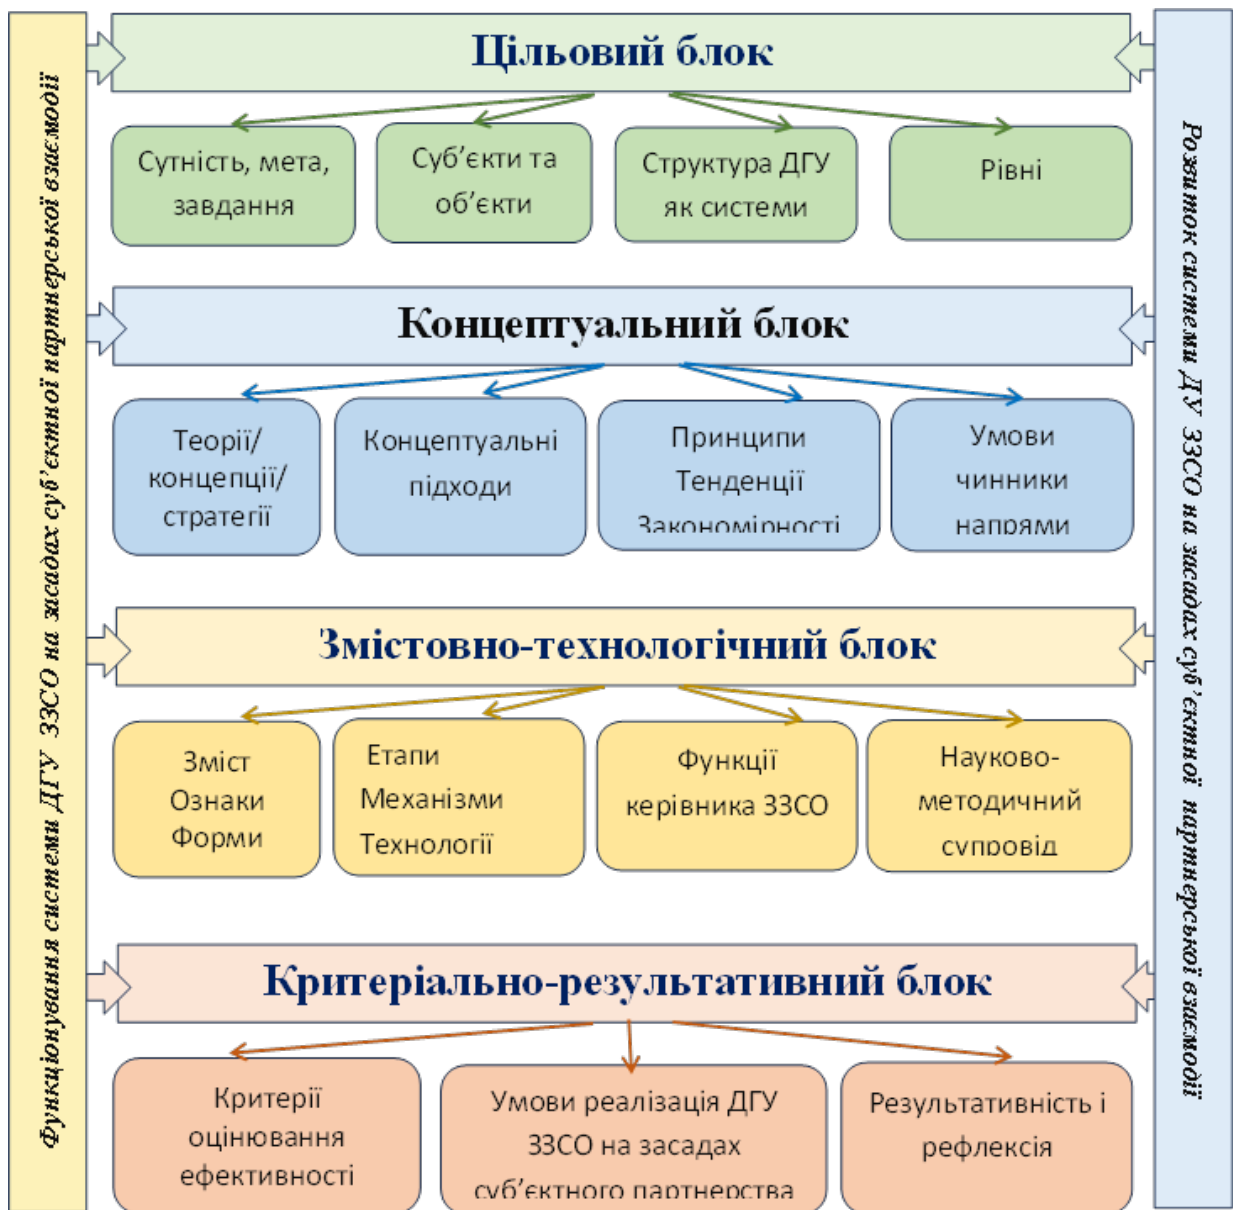 Функціонування системи ДГУ ЗЗСО на засадах суб'єктної партнерської взаємодії
Цільовий блок
Сутність, мета,
завдання
Суб'єкти та
об'єкти
Структура ДГУ
як системи
Рівні
Концептуальний блок
Теорії/
концепції/
стратегії
Концептуальні
підходи
Принципи
Тенденції
Закономірності
Умови
чинники
напрями
Змістовно-технологічний блок
Зміст
Ознаки
Форми
Етапи
Механізми
Технології
Функції
керівника ЗЗСО
Науково-
методичний
супровід
Критеріально-результативний блок
Критерії
оцінювання
ефективності
Умови реалізація ДГУ
ЗЗСО на засадах
суб'єктного партнерства
Результативність і
рефлексія
Розвиток системи ДУ ЗЗСО на засадах суб'єктної партнерської взаємодії